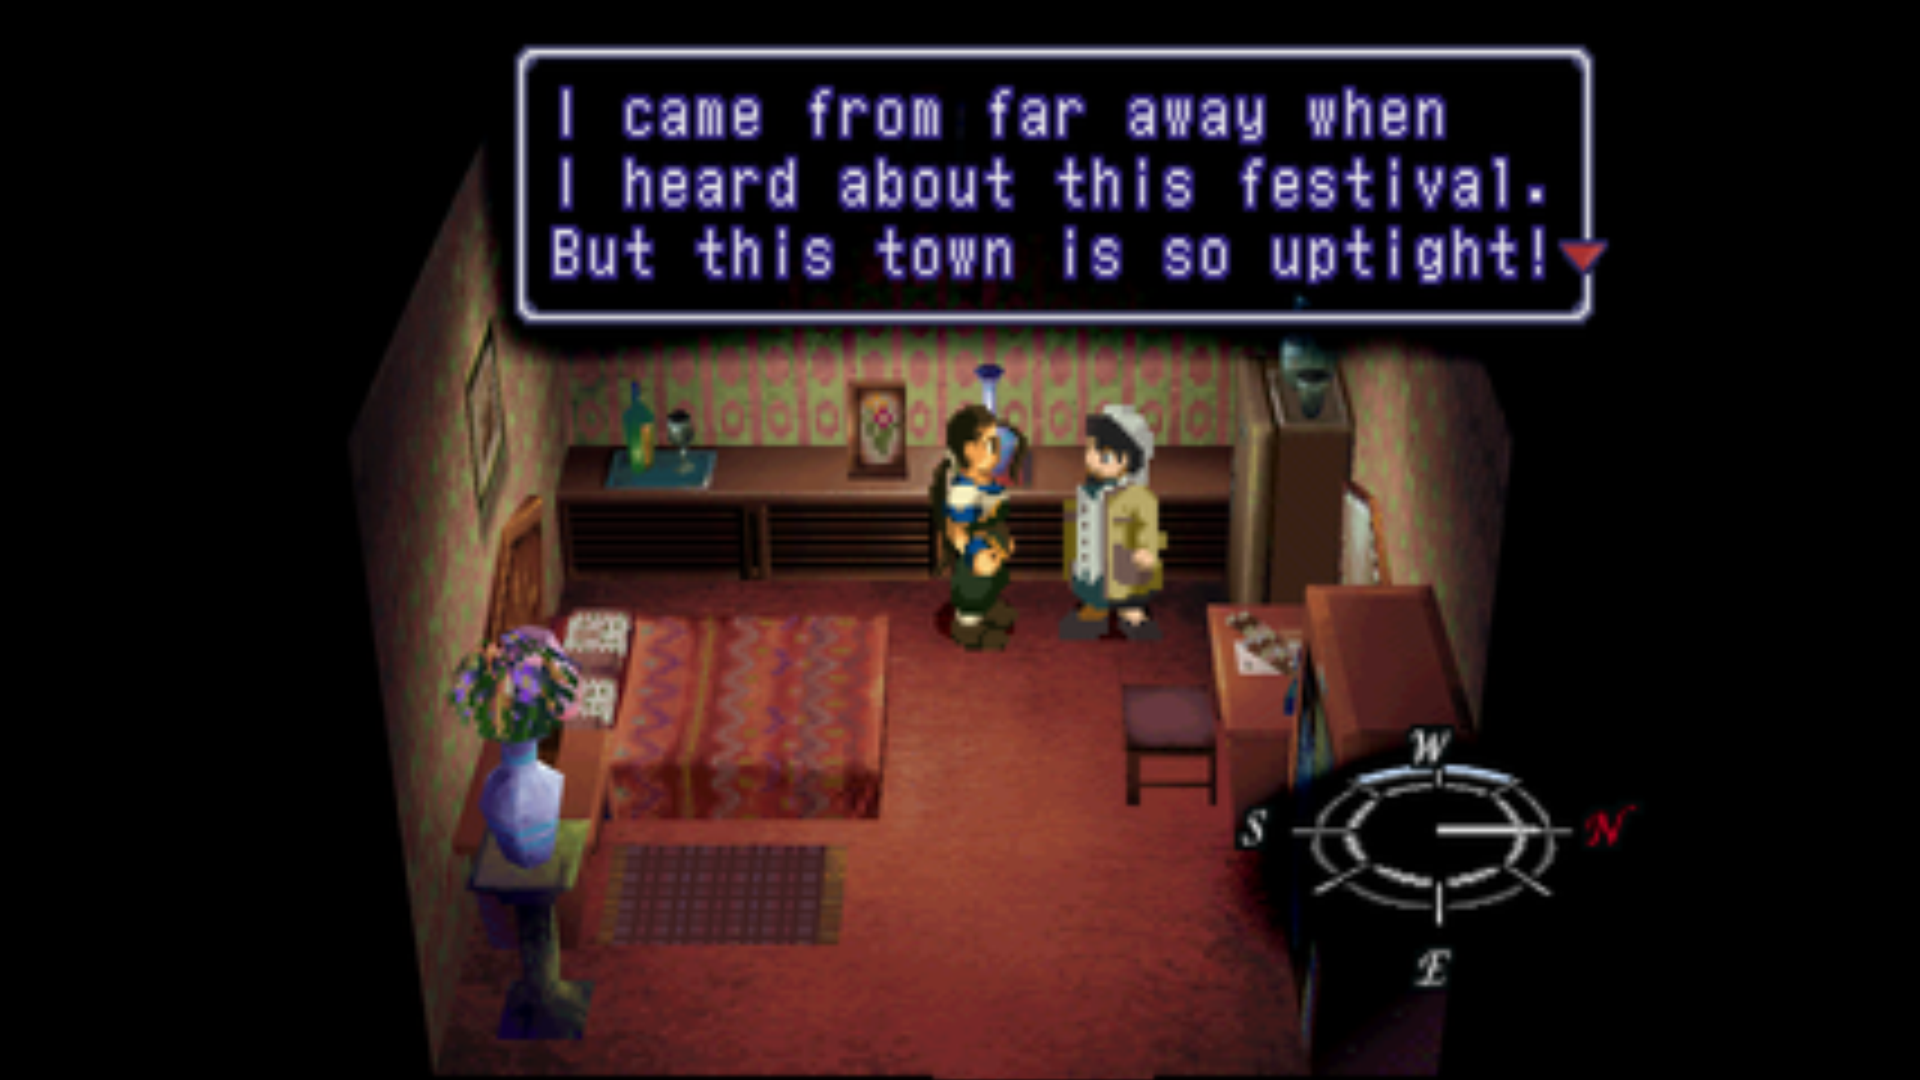 I came from far away when
I heard about this festival.
But this town is so uptight!
W
S
N
E